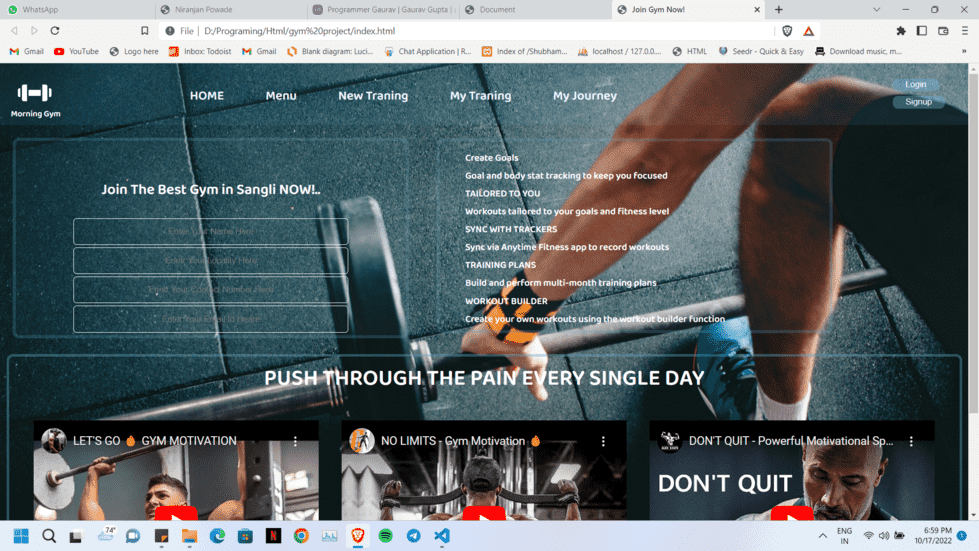 WhatsApp
Niranjan Powade
Programmer Gaurav | Gaurav Gupta |
Document
Join Gym Now!
File | D:/Programing/Html/gym%20project/index.html
Gmail
YouTube
Logo here
Inbox: Todoist
Gmail
Blank diagram: Luci...
Chat Application | R...
Index of /Shubham...
localhost / 127.0.0....
HTML
Seedr - Quick & Easy
Download music, m...
Morning Gym
HOME
Menu
New Traning
My Traning
My Journey
Login
Signup
Join The Best Gym in Sangli NOW!..
Enter Your Name Here
Enter Your Locality Here
Enter Your Contact Number Here
Create Goals
Goal and body stat tracking to keep you focused
TAILORED TO YOU
Workouts tailored to your goals and fitness level
SYNC WITH TRACKERS
Sync via Anytime Fitness app to record workouts
TRAINING PLANS
Build and perform multi-month training plans
WORKOUT BUILDER
Create your own workouts using the workout builder function
PUSH THROUGH THE PAIN EVERY SINGLE DAY
LET'S GO 🔥 GYM MOTIVATION
NO LIMITS - Gym Motivation 🔥
DON'T QUIT - Powerful Motivational Sp...
DON'T QUIT
74°
ENG
IN
6:59 PM
10/17/2022